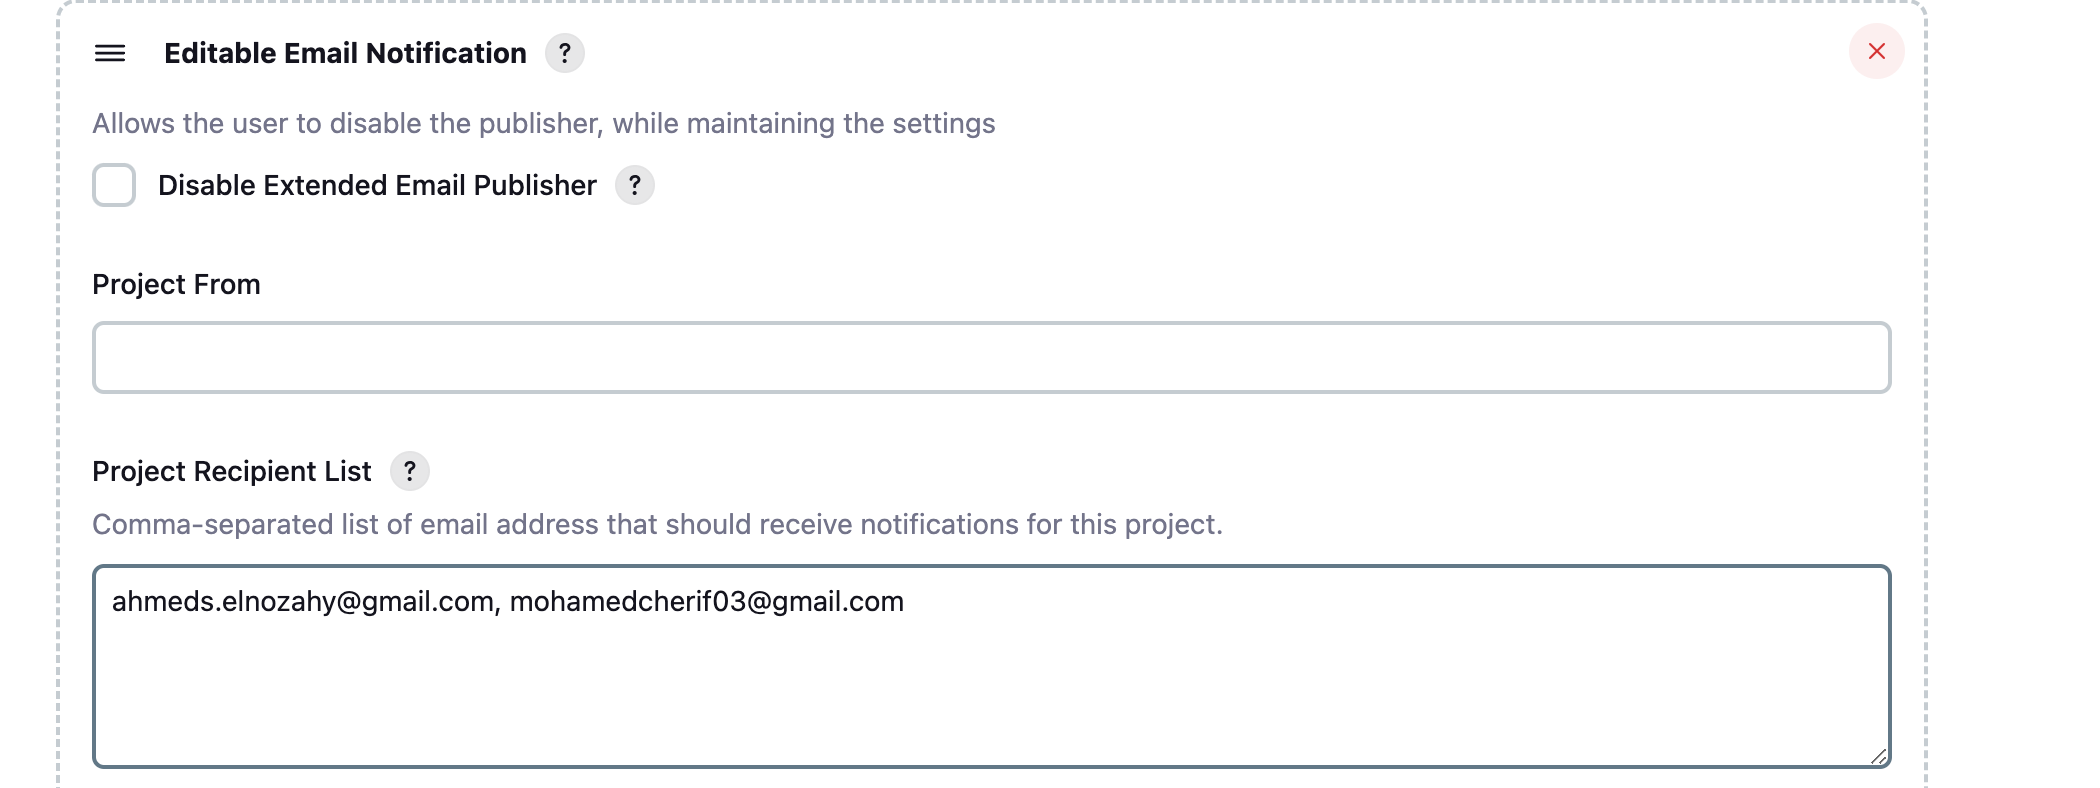 Editable Email Notification ?
Allows the user to disable the publisher, while maintaining the settings
Disable Extended Email Publisher ?
Project From
Project Recipient List ?
Comma-separated list of email address that should receive notifications for this project.
ahmeds.elnozahy@gmail.com, mohamedcherif03@gmail.com